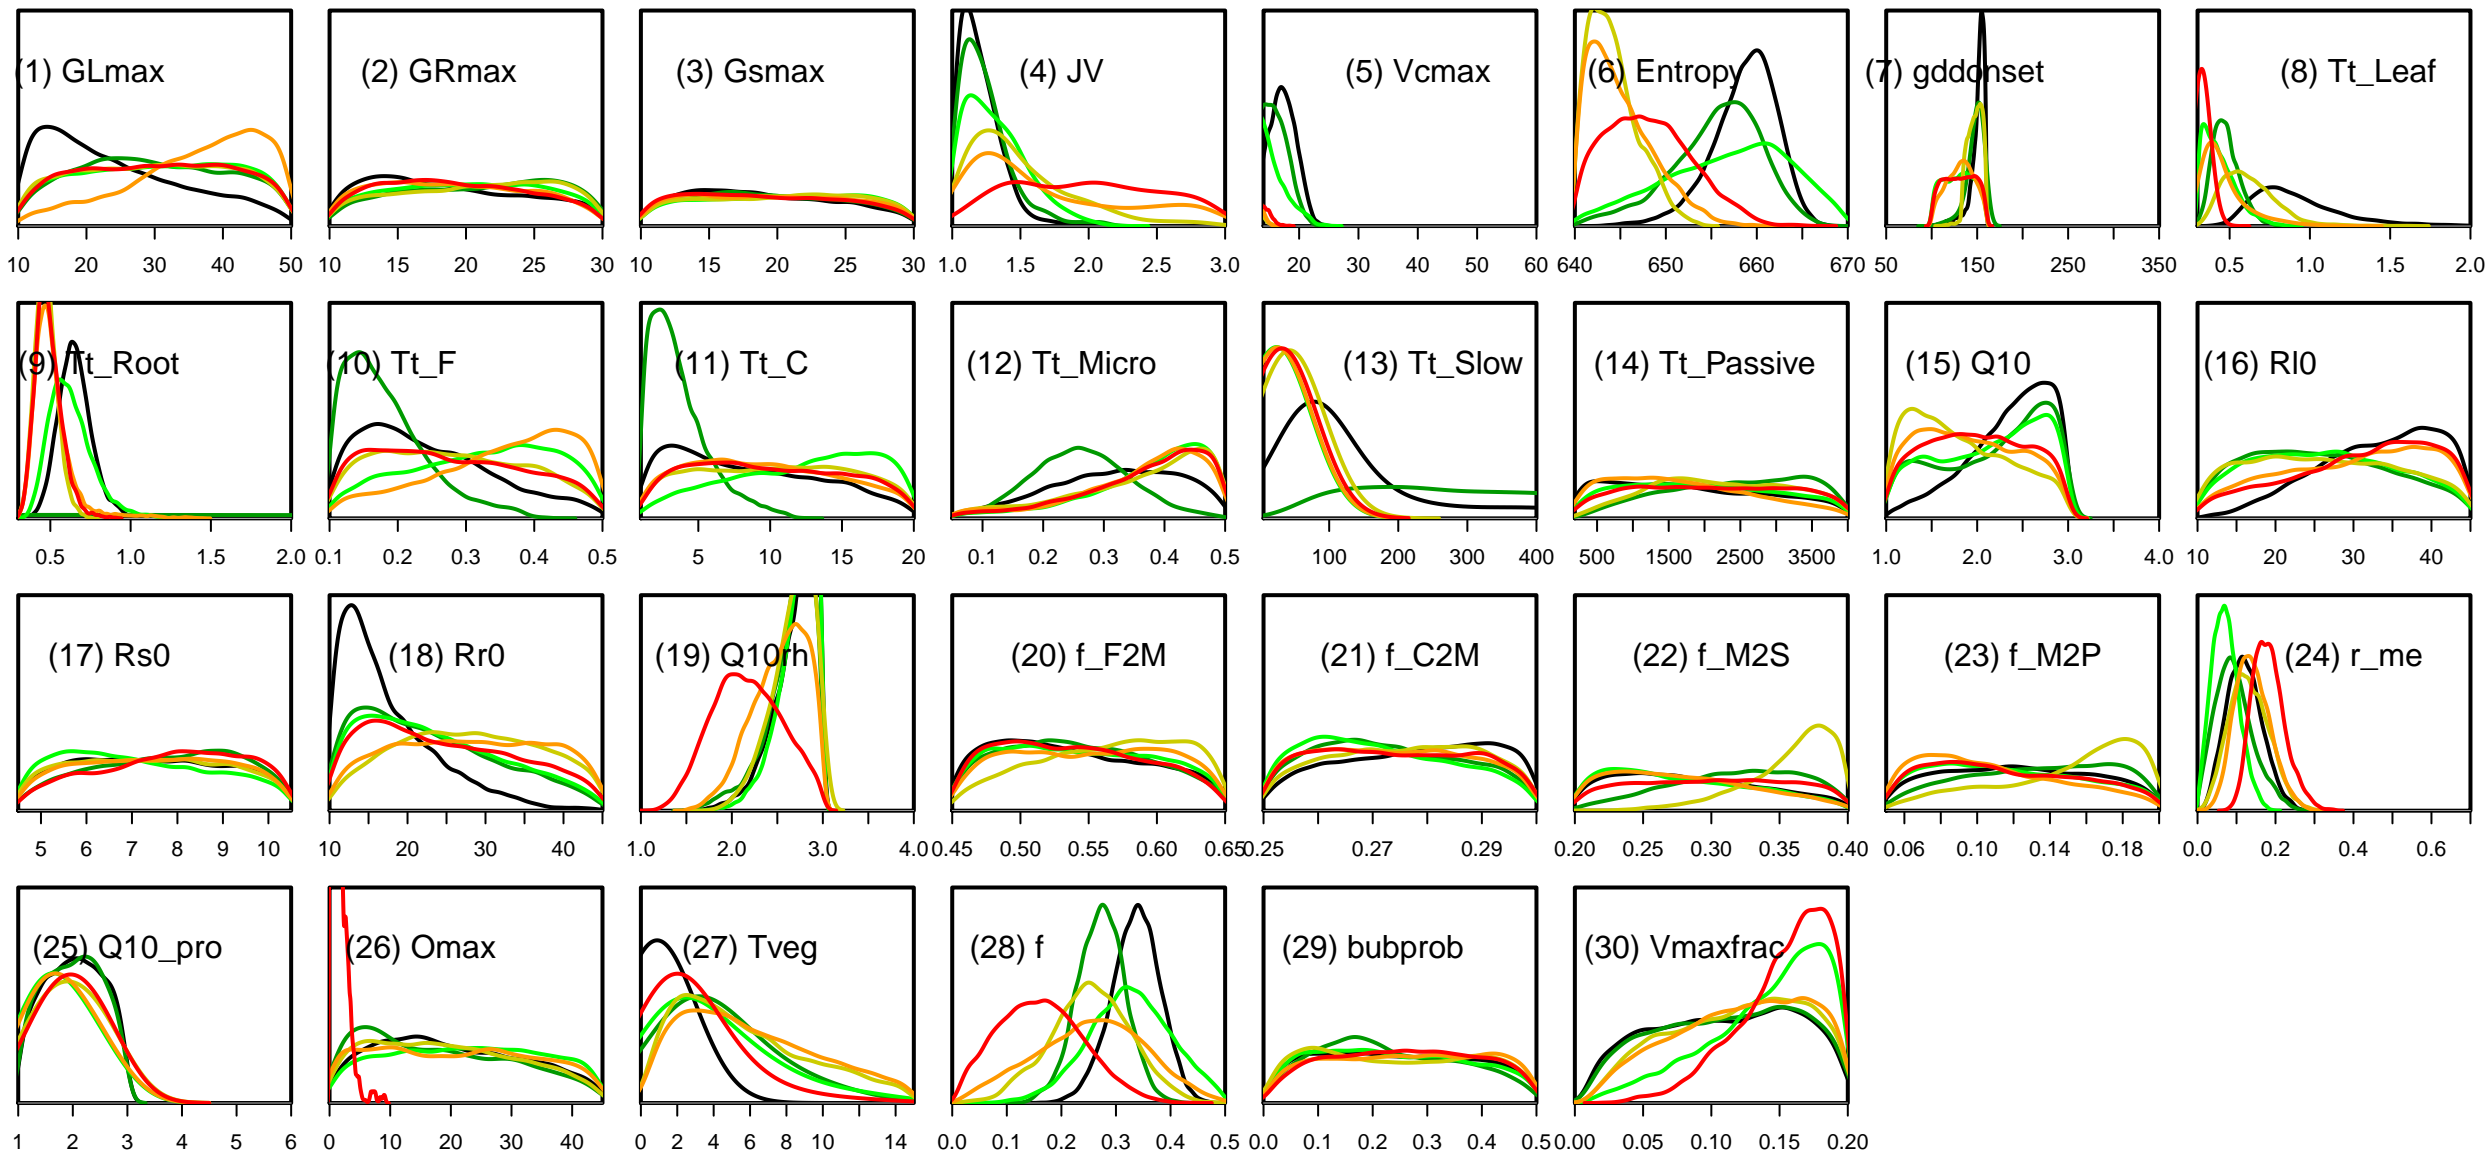 (1) GLmax (2) GRmax (3) Gsmax (4) JV (5) Vcmax (6) Entropy (7) gddonset (8) Tt_Leaf
10 20 30 40 50 10 15 20 25 30 10 15 20 25 30 1.0 1.5 2.0 2.5 3.0 20 30 40 50 60 640 650 660 670 50 150 250 350 0.5 1.0 1.5 2.0
(9) Tt_Root (10) Tt_F (11) Tt_C (12) Tt_Micro (13) Tt_Slow (14) Tt_Passive (15) Q10 (16) Rl0
0.5 1.0 1.5 2.0 0.1 0.2 0.3 0.4 0.5 5 10 15 20 0.1 0.2 0.3 0.4 0.5 100 200 300 400 500 1500 2500 3500 1.0 2.0 3.0 4.0 10 20 30 40
(17) Rs0 (18) Rr0 (19) Q10rh (20) f_F2M (21) f_C2M (22) f_M2S (23) f_M2P (24) r_me
5 6 7 8 9 10 10 20 30 40 1.0 2.0 3.0 4.0 0.45 0.50 0.55 0.60 0.65 0.25 0.27 0.29 0.20 0.25 0.30 0.35 0.40 0.06 0.10 0.14 0.18 0.0 0.2 0.4 0.6
(25) Q10_pro (26) Omax (27) Tveg (28) f (29) bubprob (30) Vmaxfrac
1 2 3 4 5 6 0 10 20 30 40 0 2 4 6 8 10 14 0.0 0.1 0.2 0.3 0.4 0.5 0.0 0.1 0.2 0.3 0.4 0.5 0.00 0.05 0.10 0.15 0.20